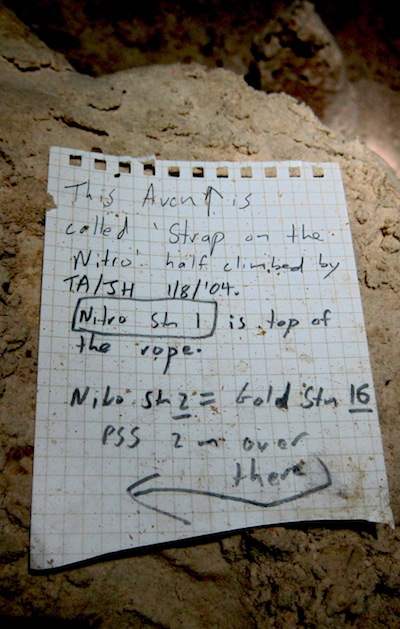 This Aven ↑ is
called 'Strap on the
Nitro' half climbed by
TA/JH 1/8/'04.
Nitro stn 1 is top of
the rope.
Nitro stn 2 = Gold Stn 16
PSS 2m over
there